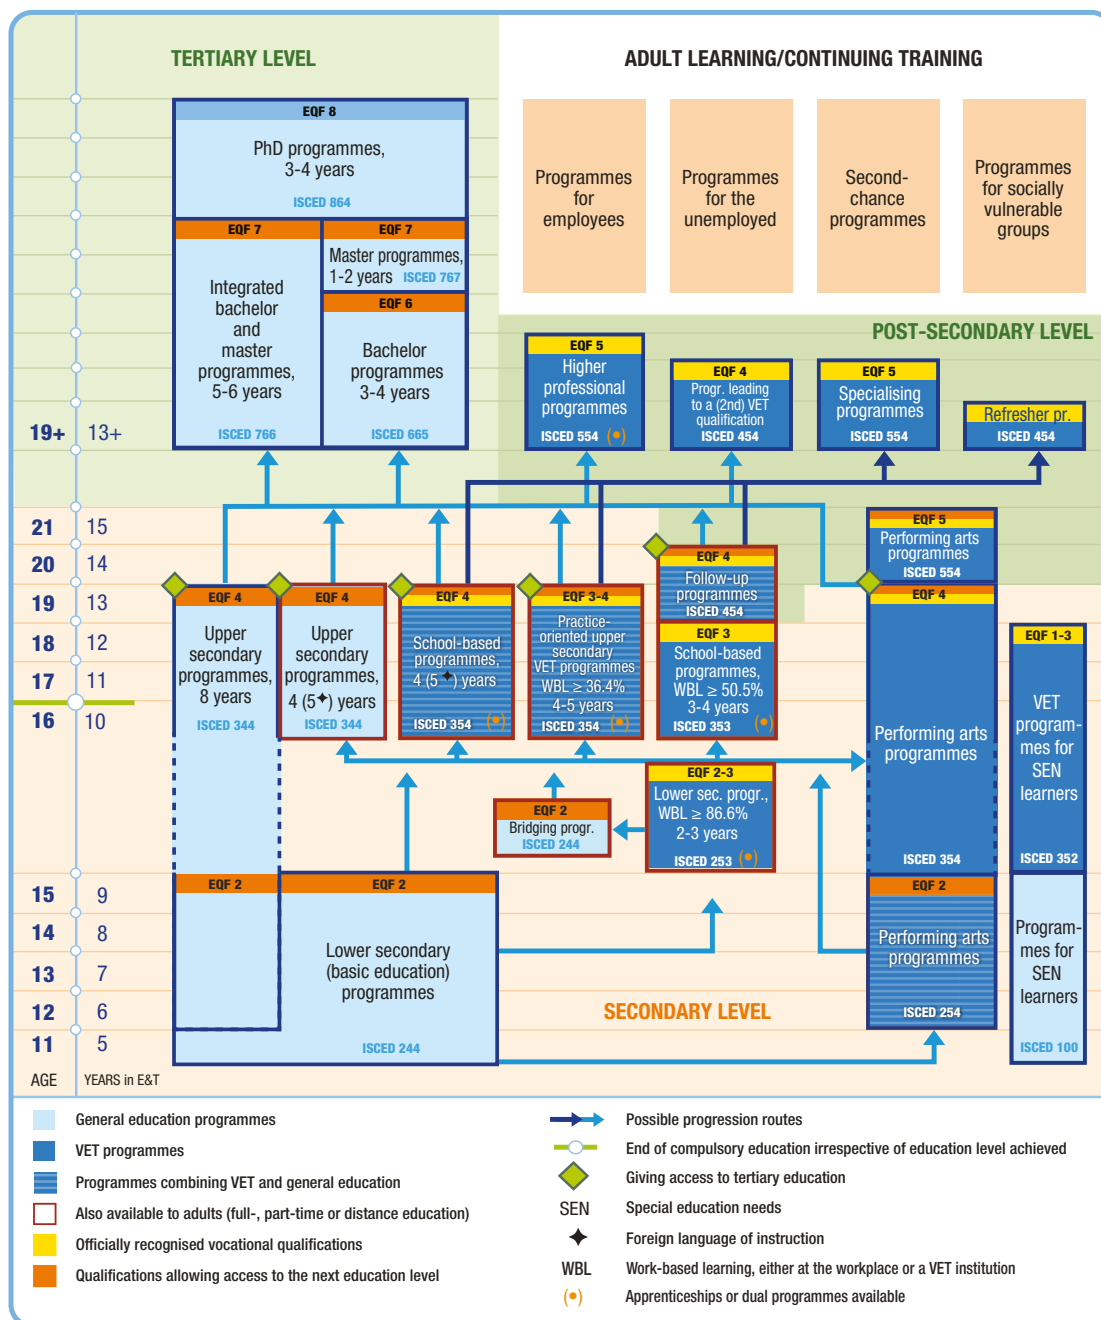 TERTIARY LEVEL
ADULT LEARNING/CONTINUING TRAINING
EQF 8
PhD programmes,
3-4 years
ISCED 864
EQF 7
Integrated
bachelor
and
master
programmes,
5-6 years
ISCED 766
EQF 7
Master programmes,
1-2 years ISCED 767
EQF 6
Bachelor
programmes
3-4 years
ISCED 665
Programmes
for
employees
Programmes
for the
unemployed
Second-
chance
programmes
Programmes
for socially
vulnerable
groups
POST-SECONDARY LEVEL
EQF 5
Higher
professional
programmes
ISCED 554 (•)
EQF 4
Progr. leading
to a (2nd) VET
qualification
ISCED 454
EQF 5
Specialising
programmes
ISCED 554
Refresher pr.
ISCED 454
19+ 13+
21 15
20 14
19 13
18 12
17 11
16 10
15 9
14 8
13 7
12 6
11 5
AGE YEARS in E&T
EQF 4
Upper
secondary
programmes,
8 years
ISCED 344
EQF 4
Upper
secondary
programmes,
4 (5✦) years
ISCED 344
EQF 4
School-based
programmes,
4 (5✦) years
ISCED 354 (•)
EQF 3-4
Practice-
oriented upper
secondary
VET programmes
WBL ≥ 36.4%
4-5 years
ISCED 354 (•)
EQF 4
Follow-up
programmes
ISCED 454
EQF 3
School-based
programmes,
WBL ≥ 50.5%
3-4 years
ISCED 353 (•)
EQF 5
Performing arts
programmes
ISCED 554
EQF 4
Performing arts
programmes
ISCED 354
EQF 1-3
VET
program-
mes for
SEN
learners
ISCED 352
EQF 2-3
Lower sec. progr.,
WBL ≥ 86.6%
2-3 years
ISCED 253 (•)
EQF 2
Bridging progr.
ISCED 244
EQF 2
EQF 2
Lower secondary
(basic education)
programmes
ISCED 244
EQF 2
Performing arts
programmes
ISCED 254
Program-
mes for
SEN
learners
ISCED 100
SECONDARY LEVEL
General education programmes
VET programmes
Programmes combining VET and general education
Also available to adults (full-, part-time or distance education)
Officially recognised vocational qualifications
Qualifications allowing access to the next education level
Possible progression routes
End of compulsory education irrespective of education level achieved
Giving access to tertiary education
SEN Special education needs
✦ Foreign language of instruction
WBL Work-based learning, either at the workplace or a VET institution
(•) Apprenticeships or dual programmes available